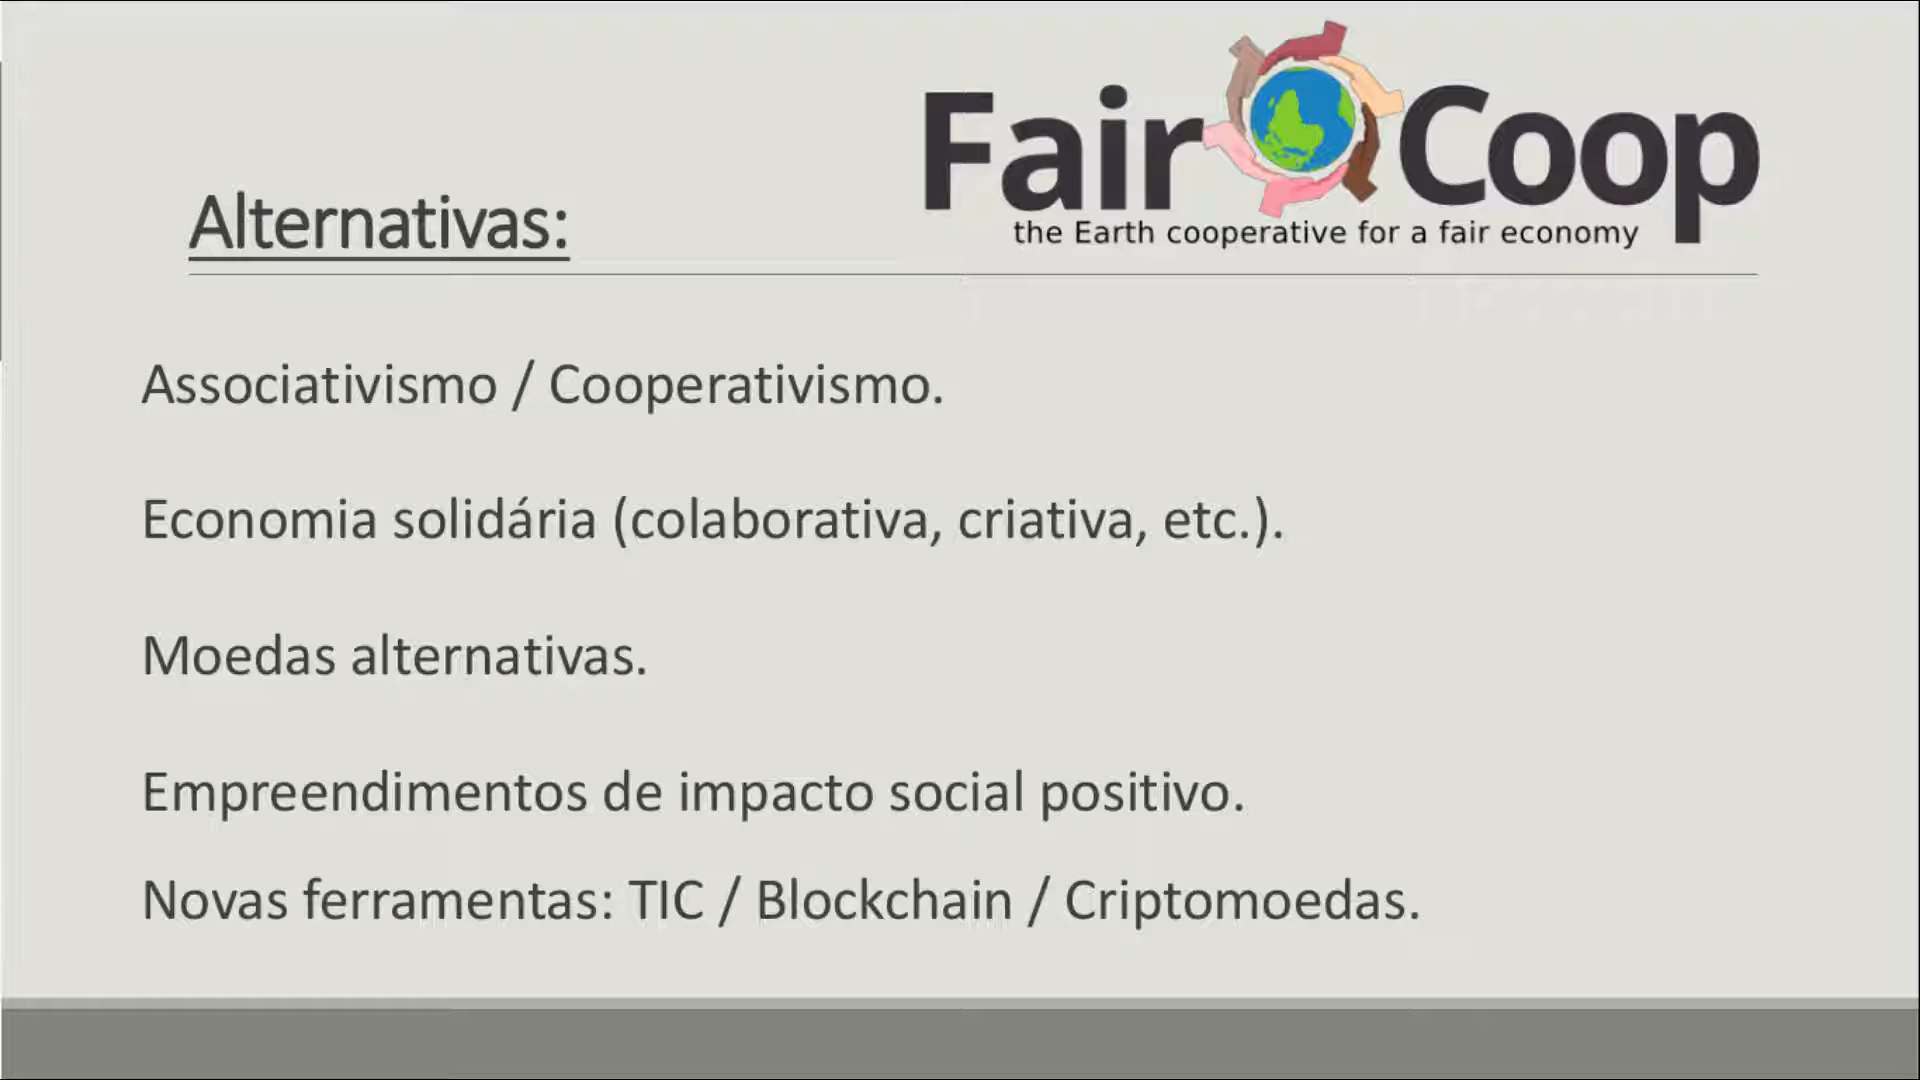 Fair Coop
the Earth cooperative for a fair economy
Alternativas:
Associativismo / Cooperativismo.
Economia solidária (colaborativa, criativa, etc.).
Moedas alternativas.
Empreendimentos de impacto social positivo.
Novas ferramentas: TIC / Blockchain / Criptomoedas.